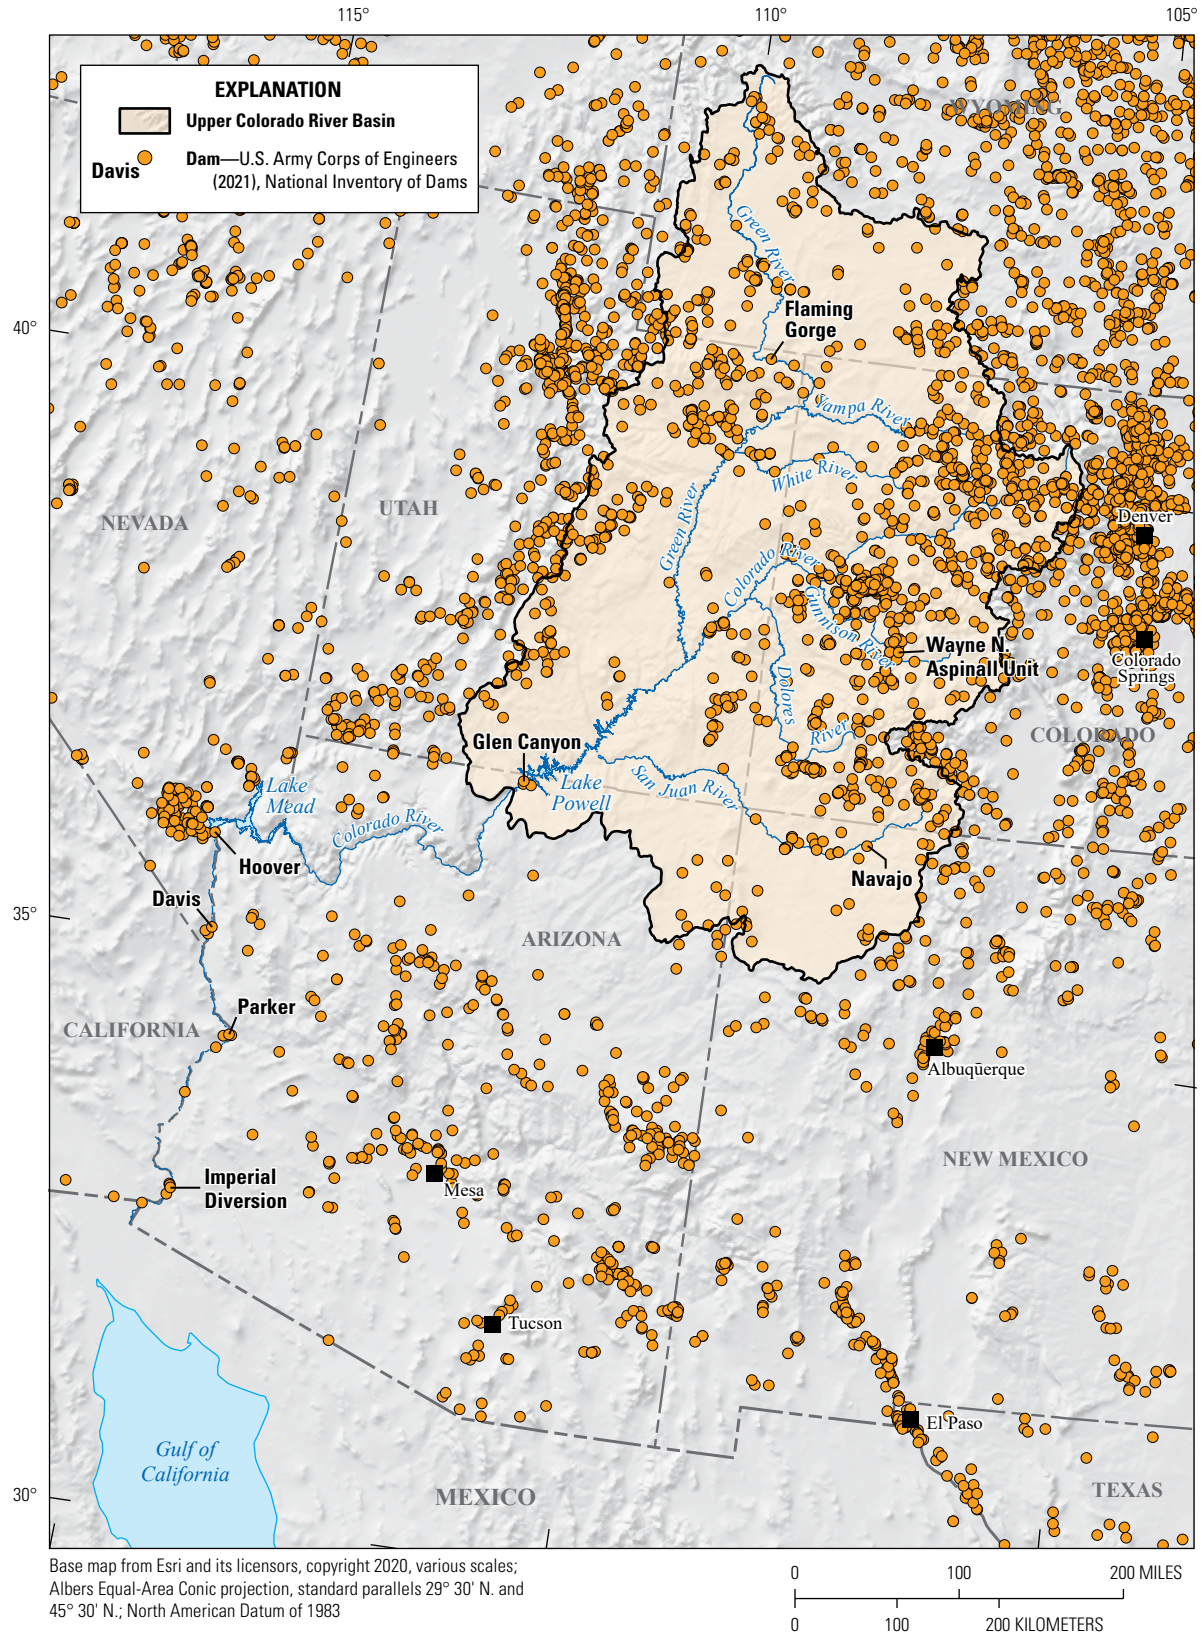 115°
110°
105°
EXPLANATION
Upper Colorado River Basin
Davis
Dam—U.S. Army Corps of Engineers
(2021), National Inventory of Dams
WYOMING
Green River
Flaming
Gorge
40°
Yampa River
White River
NEVADA
UTAH
Denver
Green River
Colorado River
Gunnison River
Wayne N.
Aspinall Unit
Colorado
Springs
Dolores
River
COLORADO
Glen Canyon
Lake
Powell
San Juan River
Lake
Mead
Colorado River
Hoover
Navajo
Davis
35°
ARIZONA
Parker
CALIFORNIA
Albuquerque
NEW MEXICO
Imperial
Diversion
Mesa
Tucson
El Paso
Gulf of
California
MEXICO
TEXAS
30°
Base map from Esri and its licensors, copyright 2020, various scales;
Albers Equal-Area Conic projection, standard parallels 29° 30' N. and
45° 30' N.; North American Datum of 1983
0 100 200 MILES
0 100 200 KILOMETERS